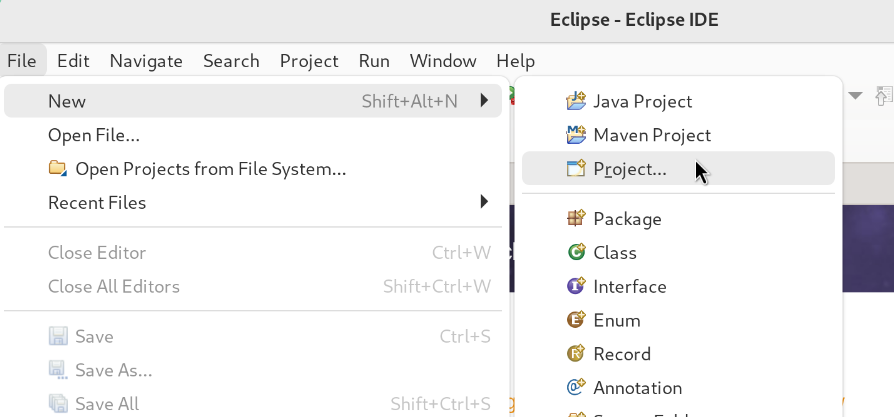 Eclipse - Eclipse IDE
File Edit Navigate Search Project Run Window Help
New Shift+Alt+N
Open File...
Open Projects from File System...
Recent Files
Close Editor Ctrl+W
Close All Editors Shift+Ctrl+W
Save Ctrl+S
Save As...
Save All Shift+Ctrl+S
Java Project
Maven Project
Project...
Package
Class
Interface
Enum
Record
Annotation